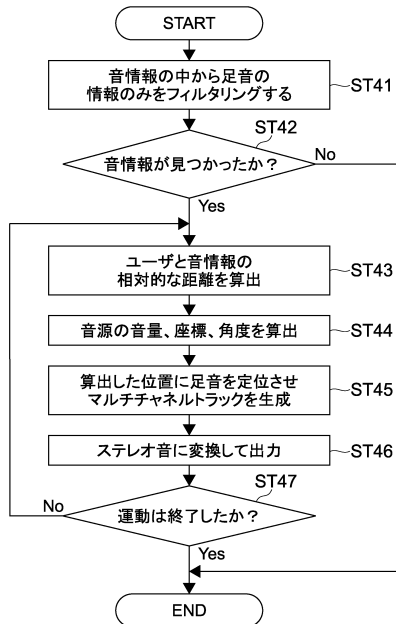 START
音情報の中から足音の
情報のみをフィルタリングする
ST41
ST42
音情報が見つかったか？
No
Yes
ユーザと音情報の
相対的な距離を算出
ST43
音源の音量、座標、角度を算出
ST44
算出した位置に足音を定位させ
マルチチャネルトラックを生成
ST45
ステレオ音に変換して出力
ST46
ST47
No
運動は終了したか？
Yes
END